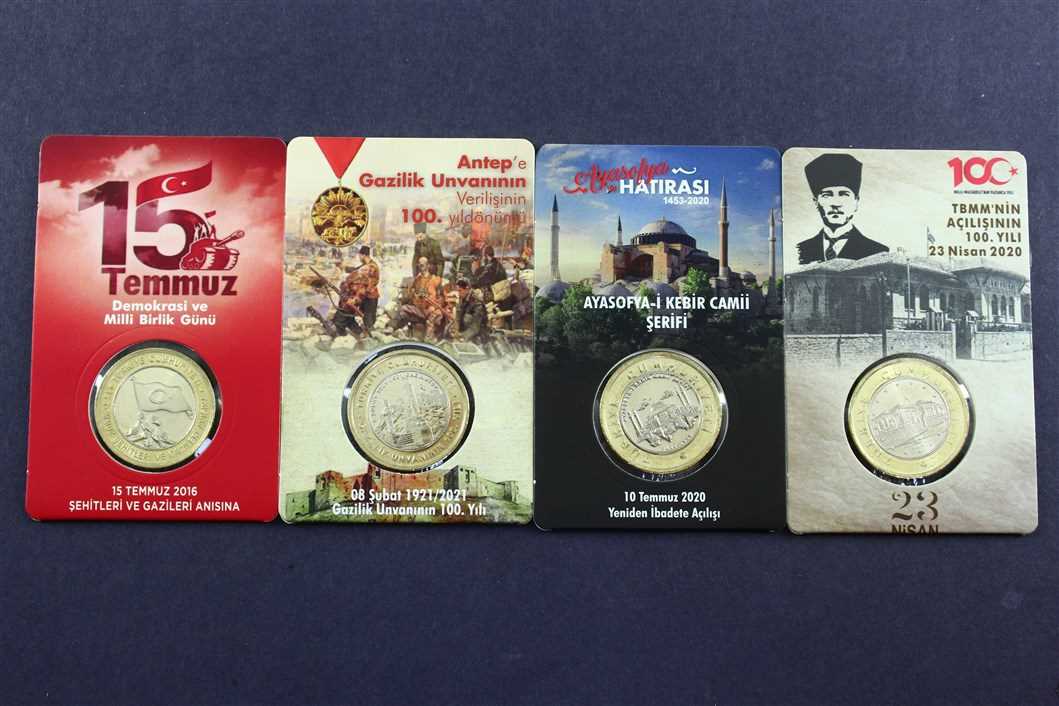 15
Temmuz
Demokrasi ve
Milli Birlik Günü
15 TEMMUZ 2016
ŞEHİTLERİ VE GAZİLERİ ANISINA
Antep'e
Gazilik Unvanının
Verilişinin
100. yıldönümü
08 Şubat 1921/2021
Gazilik Unvanının 100. Yılı
Ayasofya
HATIRASI
1453-2020
AYASOFYA-İ KEBİR CAMİİ
ŞERİFİ
10 Temmuz 2020
Yeniden İbadete Açılışı
100
TBMM'NİN
AÇILIŞININ
100. YILI
23 Nisan 2020
23
NİSAN